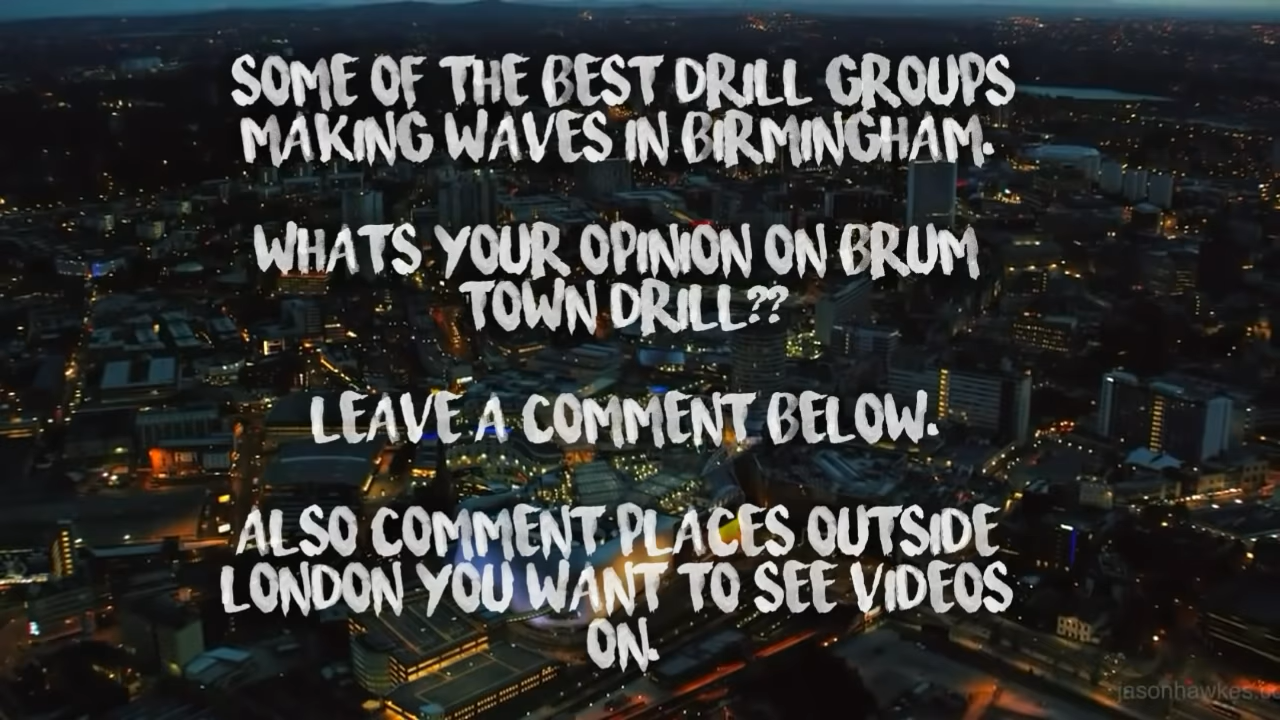 SOME OF THE BEST DRILL GROUPS
MAKING WAVES IN BIRMINGHAM.
WHATS YOUR OPINION ON BRUM
TOWN DRILL??
LEAVE A COMMENT BELOW.
ALSO COMMENT PLACES OUTSIDE
LONDON YOU WANT TO SEE VIDEOS
ON.